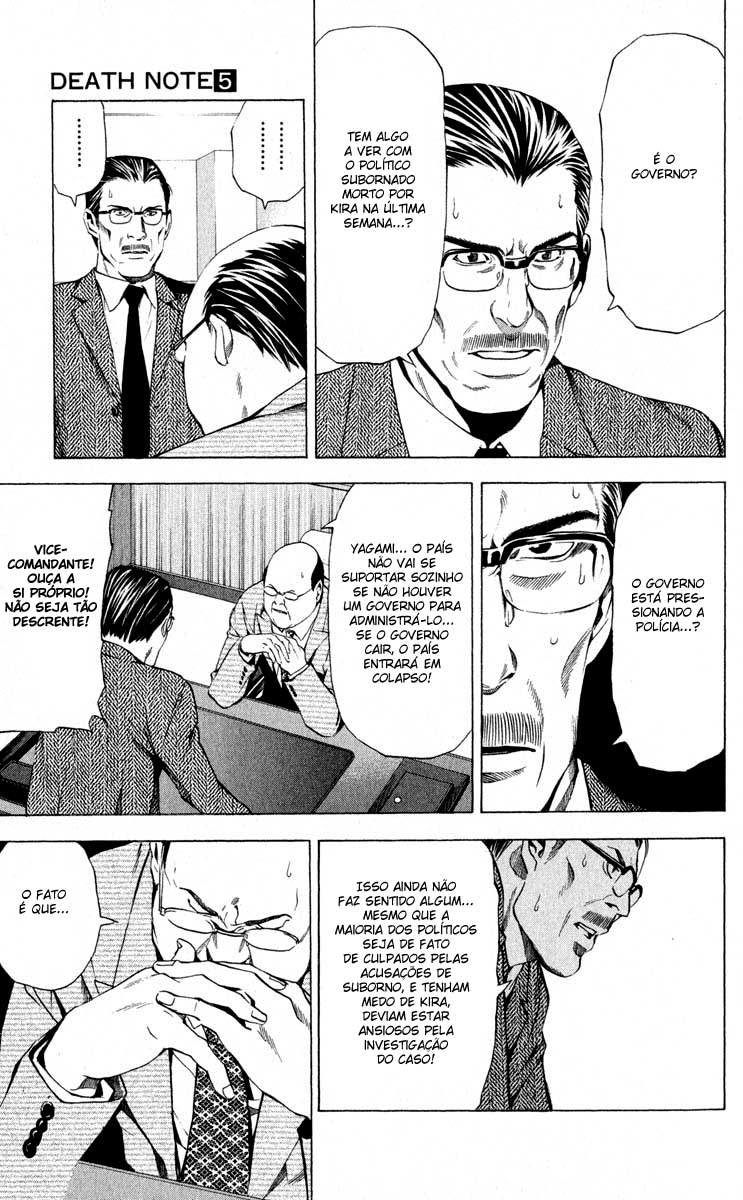 DEATH NOTE 5
É O
GOVERNO?
TEM ALGO
A VER COM
O POLÍTICO
SUBORNADO
MORTO POR
KIRA NA ÚLTIMA
SEMANA...?
O GOVERNO
ESTÁ PRES-
SIONANDO A
POLÍCIA...?
YAGAMI... O PAÍS
NÃO VAI SE
SUPORTAR SOZINHO
SE NÃO HOUVER
UM GOVERNO PARA
ADMINISTRÁ-LO...
SE O GOVERNO
CAIR, O PAÍS
ENTRARÁ EM
COLAPSO!
VICE-
COMANDANTE!
OUÇA A
SI PRÓPRIO!
NÃO SEJA TÃO
DESCRENTE!
ISSO AINDA NÃO
FAZ SENTIDO ALGUM...
MESMO QUE A
MAIORIA DOS POLÍTICOS
SEJA DE FATO
DE CULPADOS PELAS
ACUSAÇÕES DE
SUBORNO, E TENHAM
MEDO DE KIRA,
DEVIAM ESTAR
ANSIOSOS PELA
INVESTIGAÇÃO
DO CASO!
O FATO
É QUE...